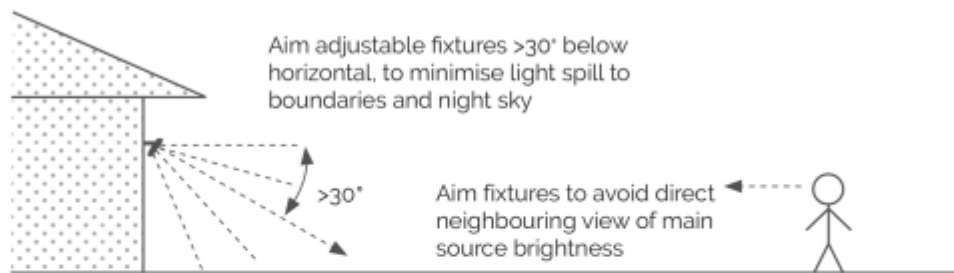 Aim adjustable fixtures >30° below
horizontal, to minimise light spill to
boundaries and night sky
>30°
Aim fixtures to avoid direct
neighbouring view of main
source brightness